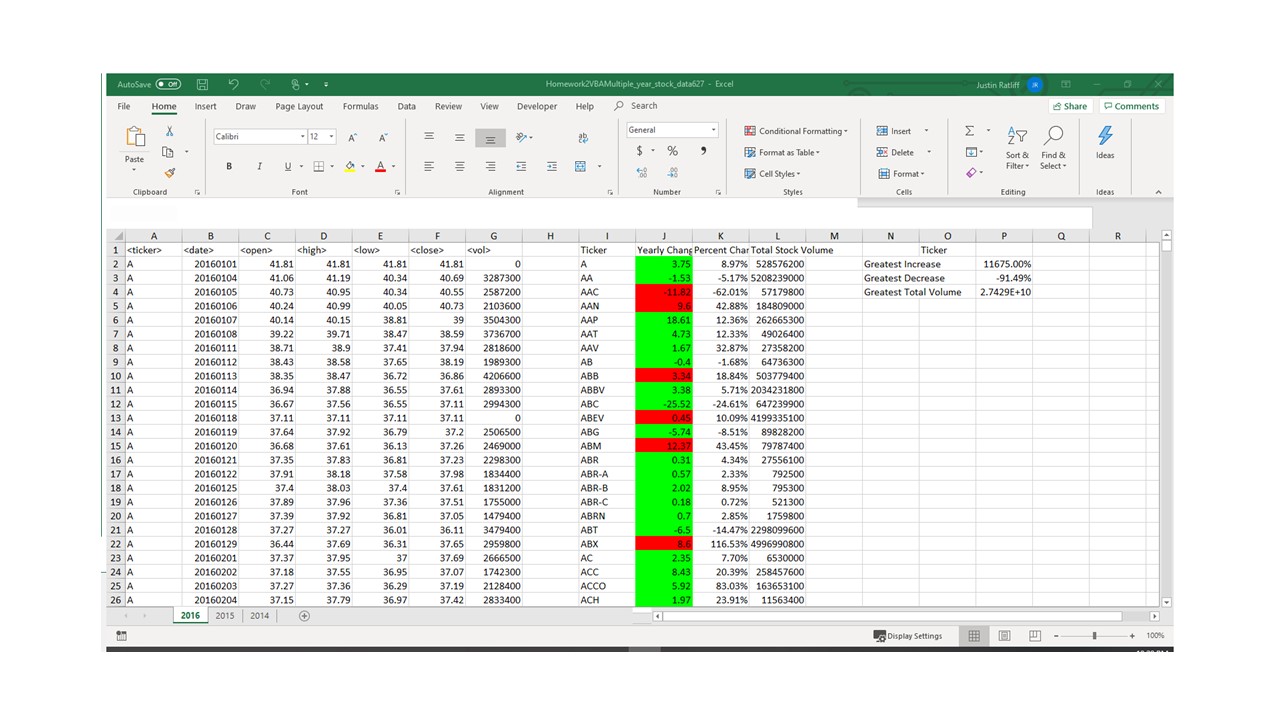 AutoSave Off Homework2VBAMultiple_year_stock_data627 - Excel Justin Ratliff JR
File Home Insert Draw Page Layout Formulas Data Review View Developer Help Search Share Comments
Paste Calibri 12 A A ab General Conditional Formatting Insert Σ Sort & Filter Find & Select Ideas
B I U A $ % , Format as Table Delete
Cell Styles Format
Clipboard Font Alignment Number Styles Cells Editing Ideas
A B C D E F G H I J K L M N O P Q R
1 <ticker> <date> <open> <high> <low> <close> <vol> Ticker Yearly Chang Percent Char Total Stock Volume Ticker
2 A 20160101 41.81 41.81 41.81 41.81 0 A 3.75 8.97% 528576200 Greatest Increase 11675.00%
3 A 20160104 41.06 41.19 40.34 40.69 3287300 AA -1.53 -5.17% 5208239000 Greatest Decrease -91.49%
4 A 20160105 40.73 40.95 40.34 40.55 2587200 AAC -11.82 -62.01% 57179800 Greatest Total Volume 2.7429E+10
5 A 20160106 40.24 40.99 40.05 40.73 2103600 AAN 9.6 42.88% 184809000
6 A 20160107 40.14 40.15 38.81 39 3504300 AAP 18.61 12.36% 262665300
7 A 20160108 39.22 39.71 38.47 38.59 3736700 AAT 4.73 12.33% 49026400
8 A 20160111 38.71 38.9 37.41 37.94 2818600 AAV 1.67 32.87% 27358200
9 A 20160112 38.43 38.58 37.65 38.19 1989300 AB -0.4 -1.68% 64736300
10 A 20160113 38.35 38.47 36.72 36.86 4206600 ABB 3.34 18.84% 503779400
11 A 20160114 36.94 37.88 36.55 37.61 2893300 ABBV 3.38 5.71% 2034231800
12 A 20160115 36.67 37.56 36.55 37.11 2994300 ABC -25.52 -24.61% 647239900
13 A 20160118 37.11 37.11 37.11 37.11 0 ABEV 0.45 10.09% 4199335100
14 A 20160119 37.64 37.92 36.79 37.2 2506500 ABG -5.74 -8.51% 89828200
15 A 20160120 36.68 37.61 36.13 37.26 2469000 ABM 12.37 43.45% 79787400
16 A 20160121 37.35 37.83 36.81 37.23 2298300 ABR 0.31 4.34% 27556100
17 A 20160122 37.91 38.18 37.58 37.98 1834400 ABR-A 0.57 2.33% 792500
18 A 20160125 37.4 38.03 37.4 37.61 1831200 ABR-B 2.02 8.95% 795300
19 A 20160126 37.89 37.96 37.36 37.51 1755000 ABR-C 0.18 0.72% 521300
20 A 20160127 37.39 37.92 36.81 37.05 1479400 ABRN 0.7 2.85% 1759800
21 A 20160128 37.27 37.27 36.01 36.11 3479400 ABT -6.5 -14.47% 2298099600
22 A 20160129 36.44 37.69 36.31 37.65 2959800 ABX 8.6 116.53% 4996990800
23 A 20160201 37.37 37.95 37 37.69 2666500 AC 2.35 7.70% 6530000
24 A 20160202 37.18 37.55 36.95 37.07 1742300 ACC 8.43 20.39% 258457600
25 A 20160203 37.27 37.36 36.29 37.19 2128400 ACCO 5.92 83.03% 163653100
26 A 20160204 37.15 37.79 36.97 37.42 2833400 ACH 1.97 23.91% 11563400
2016 2015 2014
Display Settings 100%